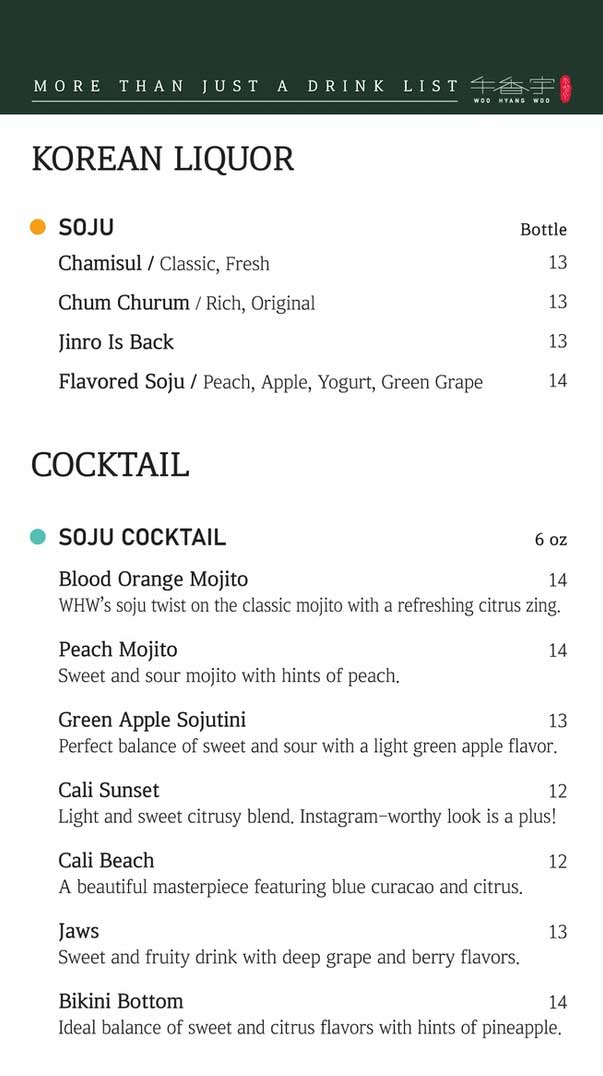 MORE THAN JUST A DRINK LIST
牛香宇
WOO HYANG WOO
KOREAN LIQUOR
SOJU Bottle
Chamisul / Classic, Fresh 13
Chum Churum / Rich, Original 13
Jinro Is Back 13
Flavored Soju / Peach, Apple, Yogurt, Green Grape 14
COCKTAIL
SOJU COCKTAIL 6 oz
Blood Orange Mojito 14
WHW's soju twist on the classic mojito with a refreshing citrus zing.
Peach Mojito 14
Sweet and sour mojito with hints of peach.
Green Apple Sojutini 13
Perfect balance of sweet and sour with a light green apple flavor.
Cali Sunset 12
Light and sweet citrusy blend. Instagram-worthy look is a plus!
Cali Beach 12
A beautiful masterpiece featuring blue curacao and citrus.
Jaws 13
Sweet and fruity drink with deep grape and berry flavors.
Bikini Bottom 14
Ideal balance of sweet and citrus flavors with hints of pineapple.